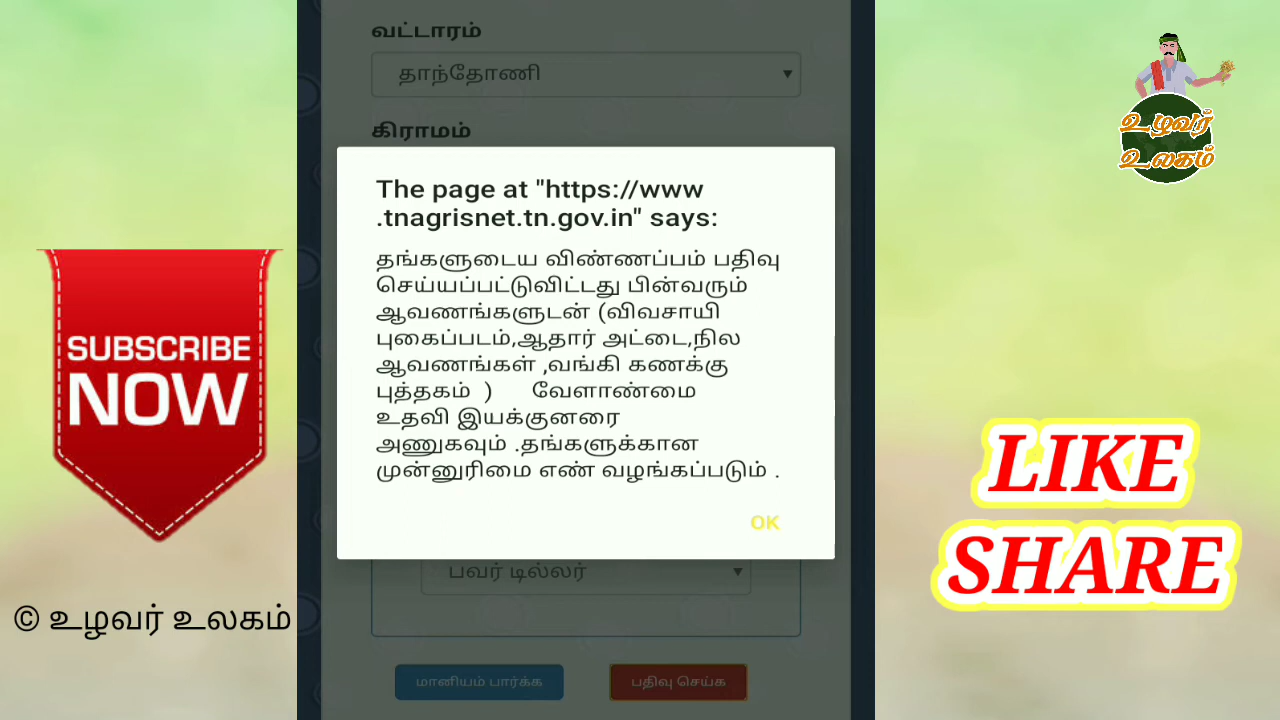 வட்டாரம்
தாந்தோணி
கிராமம்
The page at "https://www
.tnagrisnet.tn.gov.in" says:
தங்களுடைய விண்ணப்பம் பதிவு
செய்யப்பட்டுவிட்டது பின்வரும்
ஆவணங்களுடன் (விவசாயி
புகைப்படம்,ஆதார் அட்டை,நில
ஆவணங்கள் ,வங்கி கணக்கு
புத்தகம் ) வேளாண்மை
உதவி இயக்குனரை
அணுகவும் .தங்களுக்கான
முன்னுரிமை எண் வழங்கப்படும் .
OK
பவர் டில்லர்
மானியம் பார்க்க
பதிவு செய்க
SUBSCRIBE
NOW
© உழவர் உலகம்
உழவர்
உலகம்
LIKE
SHARE